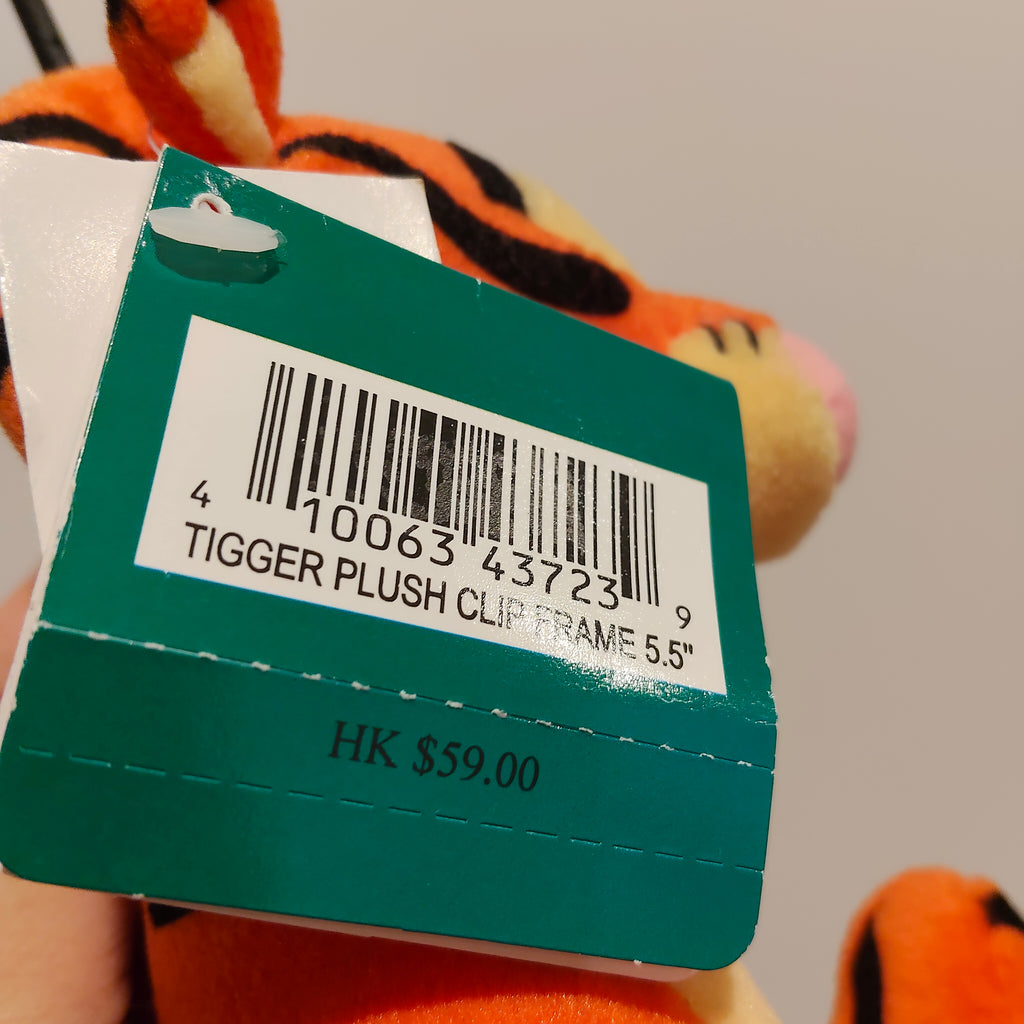 4 10063 43723 9
TIGGER PLUSH CLIP FRAME 5.5"
HK $59.00